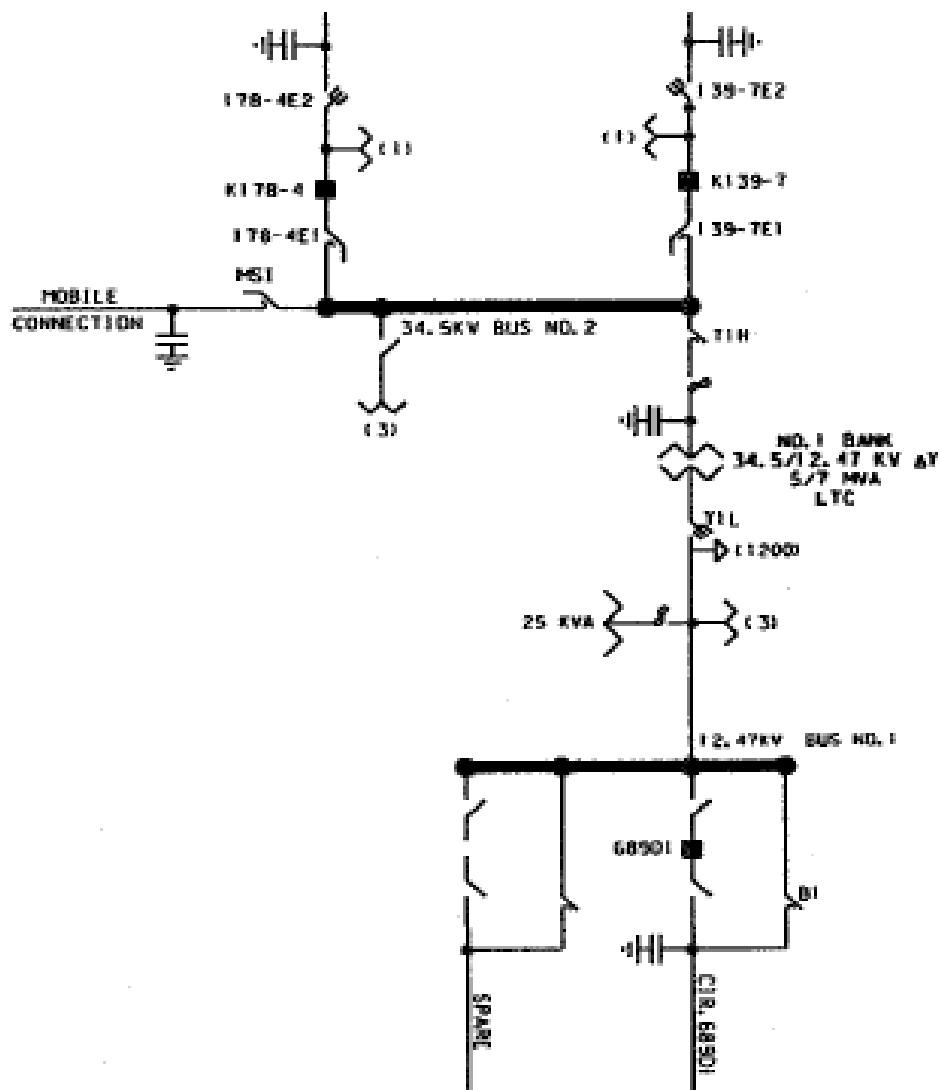 178-4E2
139-7E2
(1)
(1)
K178-4
K139-7
178-4E1
139-7E1
MS1
MOBILE
CONNECTION
34.5KV BUS NO.2
T1H
(3)
NO.1 BANK
34.5/12.47 KV ΔY
5/7 MVA
LTC
T1L
(1200)
25 KVA
(3)
12.47KV BUS NO.1
689D1
B1
SPARE
CIR.689D1